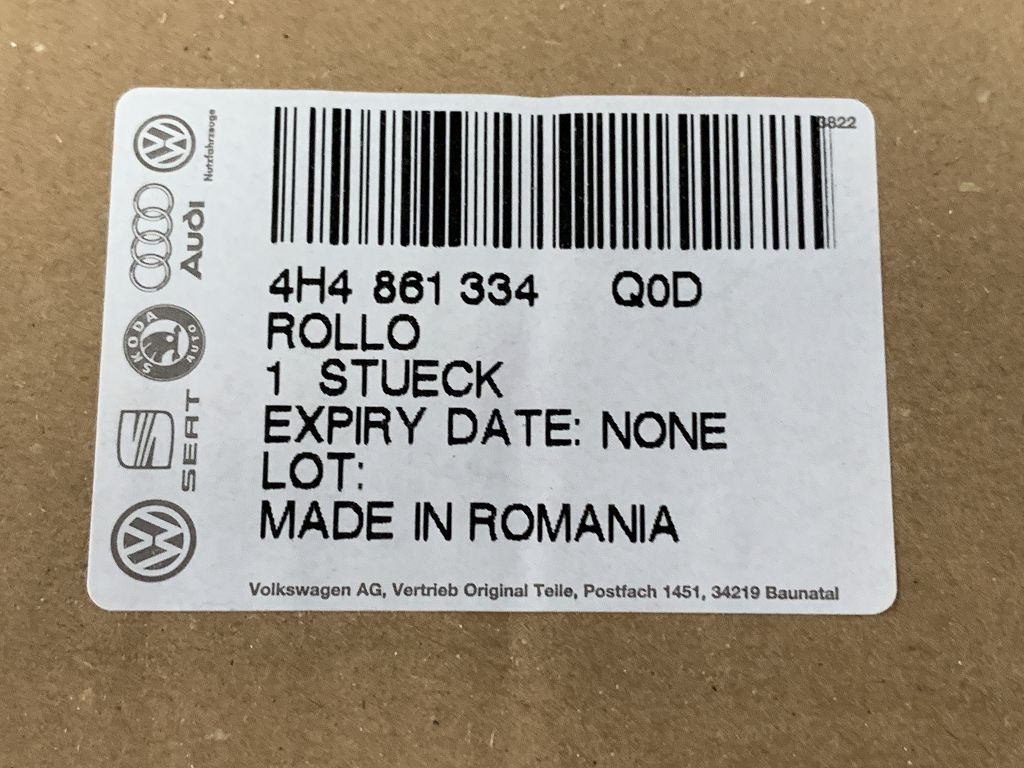 3822
Nutzfahrzeuge
Audi
SKODA AUTO
SEAT
4H4 861 334 Q0D
ROLLO
1 STUECK
EXPIRY DATE: NONE
LOT:
MADE IN ROMANIA
Volkswagen AG, Vertrieb Original Teile, Postfach 1451, 34219 Baunatal